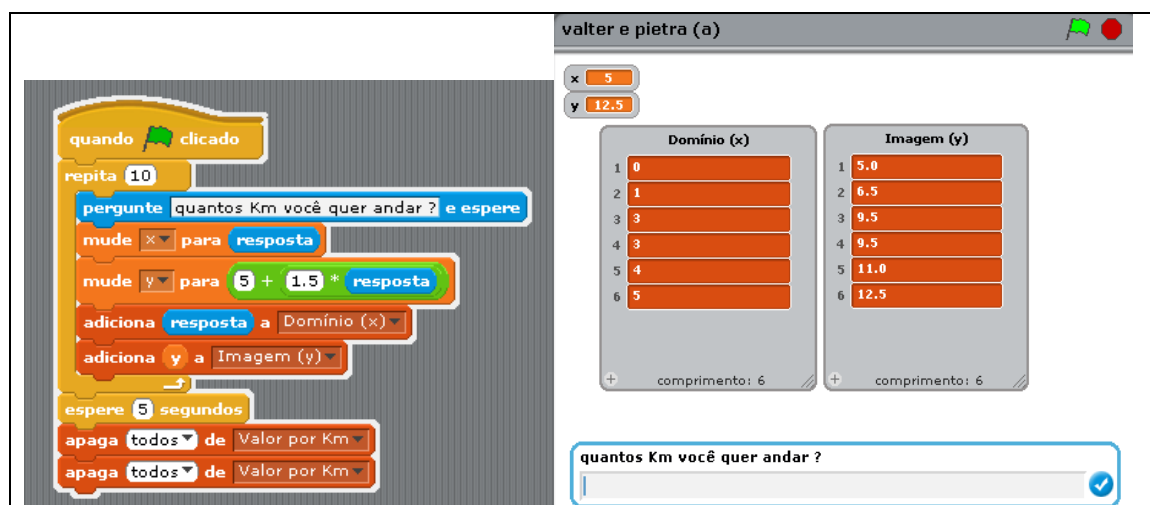 quando clicado
repita 10
pergunte quantos Km você quer andar ? e espere
mude x para resposta
mude y para 5 + 1.5 * resposta
adiciona resposta a Domínio (x)
adiciona y a Imagem (y)
espere 5 segundos
apaga todos de Valor por Km
apaga todos de Valor por Km
valter e pietra (a)
x 5
y 12.5
Domínio (x)
1 0
2 1
3 3
4 3
5 4
6 5
+ comprimento: 6
Imagem (y)
1 5.0
2 6.5
3 9.5
4 9.5
5 11.0
6 12.5
+ comprimento: 6
quantos Km você quer andar ?